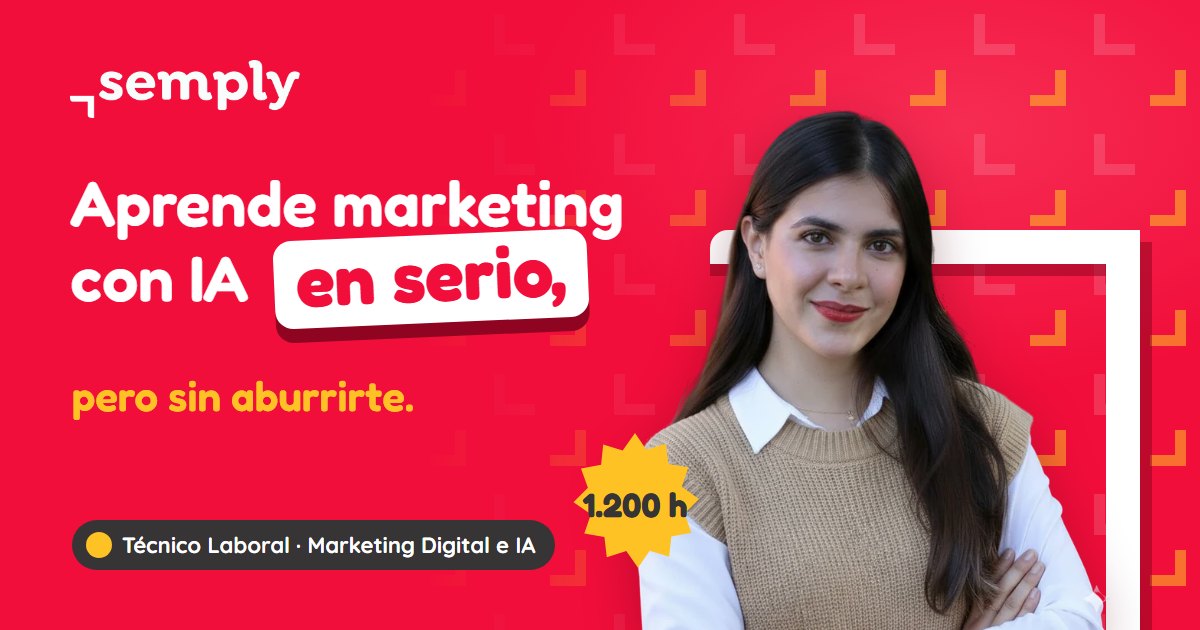 semply
Aprende marketing
con IA en serio,
pero sin aburrirte.
1.200 h
Técnico Laboral · Marketing Digital e IA